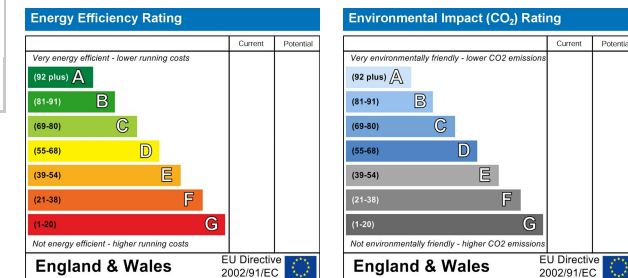 Energy Efficiency Rating
Current Potential
Very energy efficient - lower running costs
(92 plus) A
(81-91) B
(69-80) C
(55-68) D
(39-54) E
(21-38) F
(1-20) G
Not energy efficient - higher running costs
England & Wales
EU Directive
2002/91/EC
Environmental Impact (CO₂) Rating
Current Potentia
Very environmentally friendly - lower CO2 emissions
(92 plus) A
(81-91) B
(69-80) C
(55-68) D
(39-54) E
(21-38) F
(1-20) G
Not environmentally friendly - higher CO2 emissions
England & Wales
EU Directive
2002/91/EC